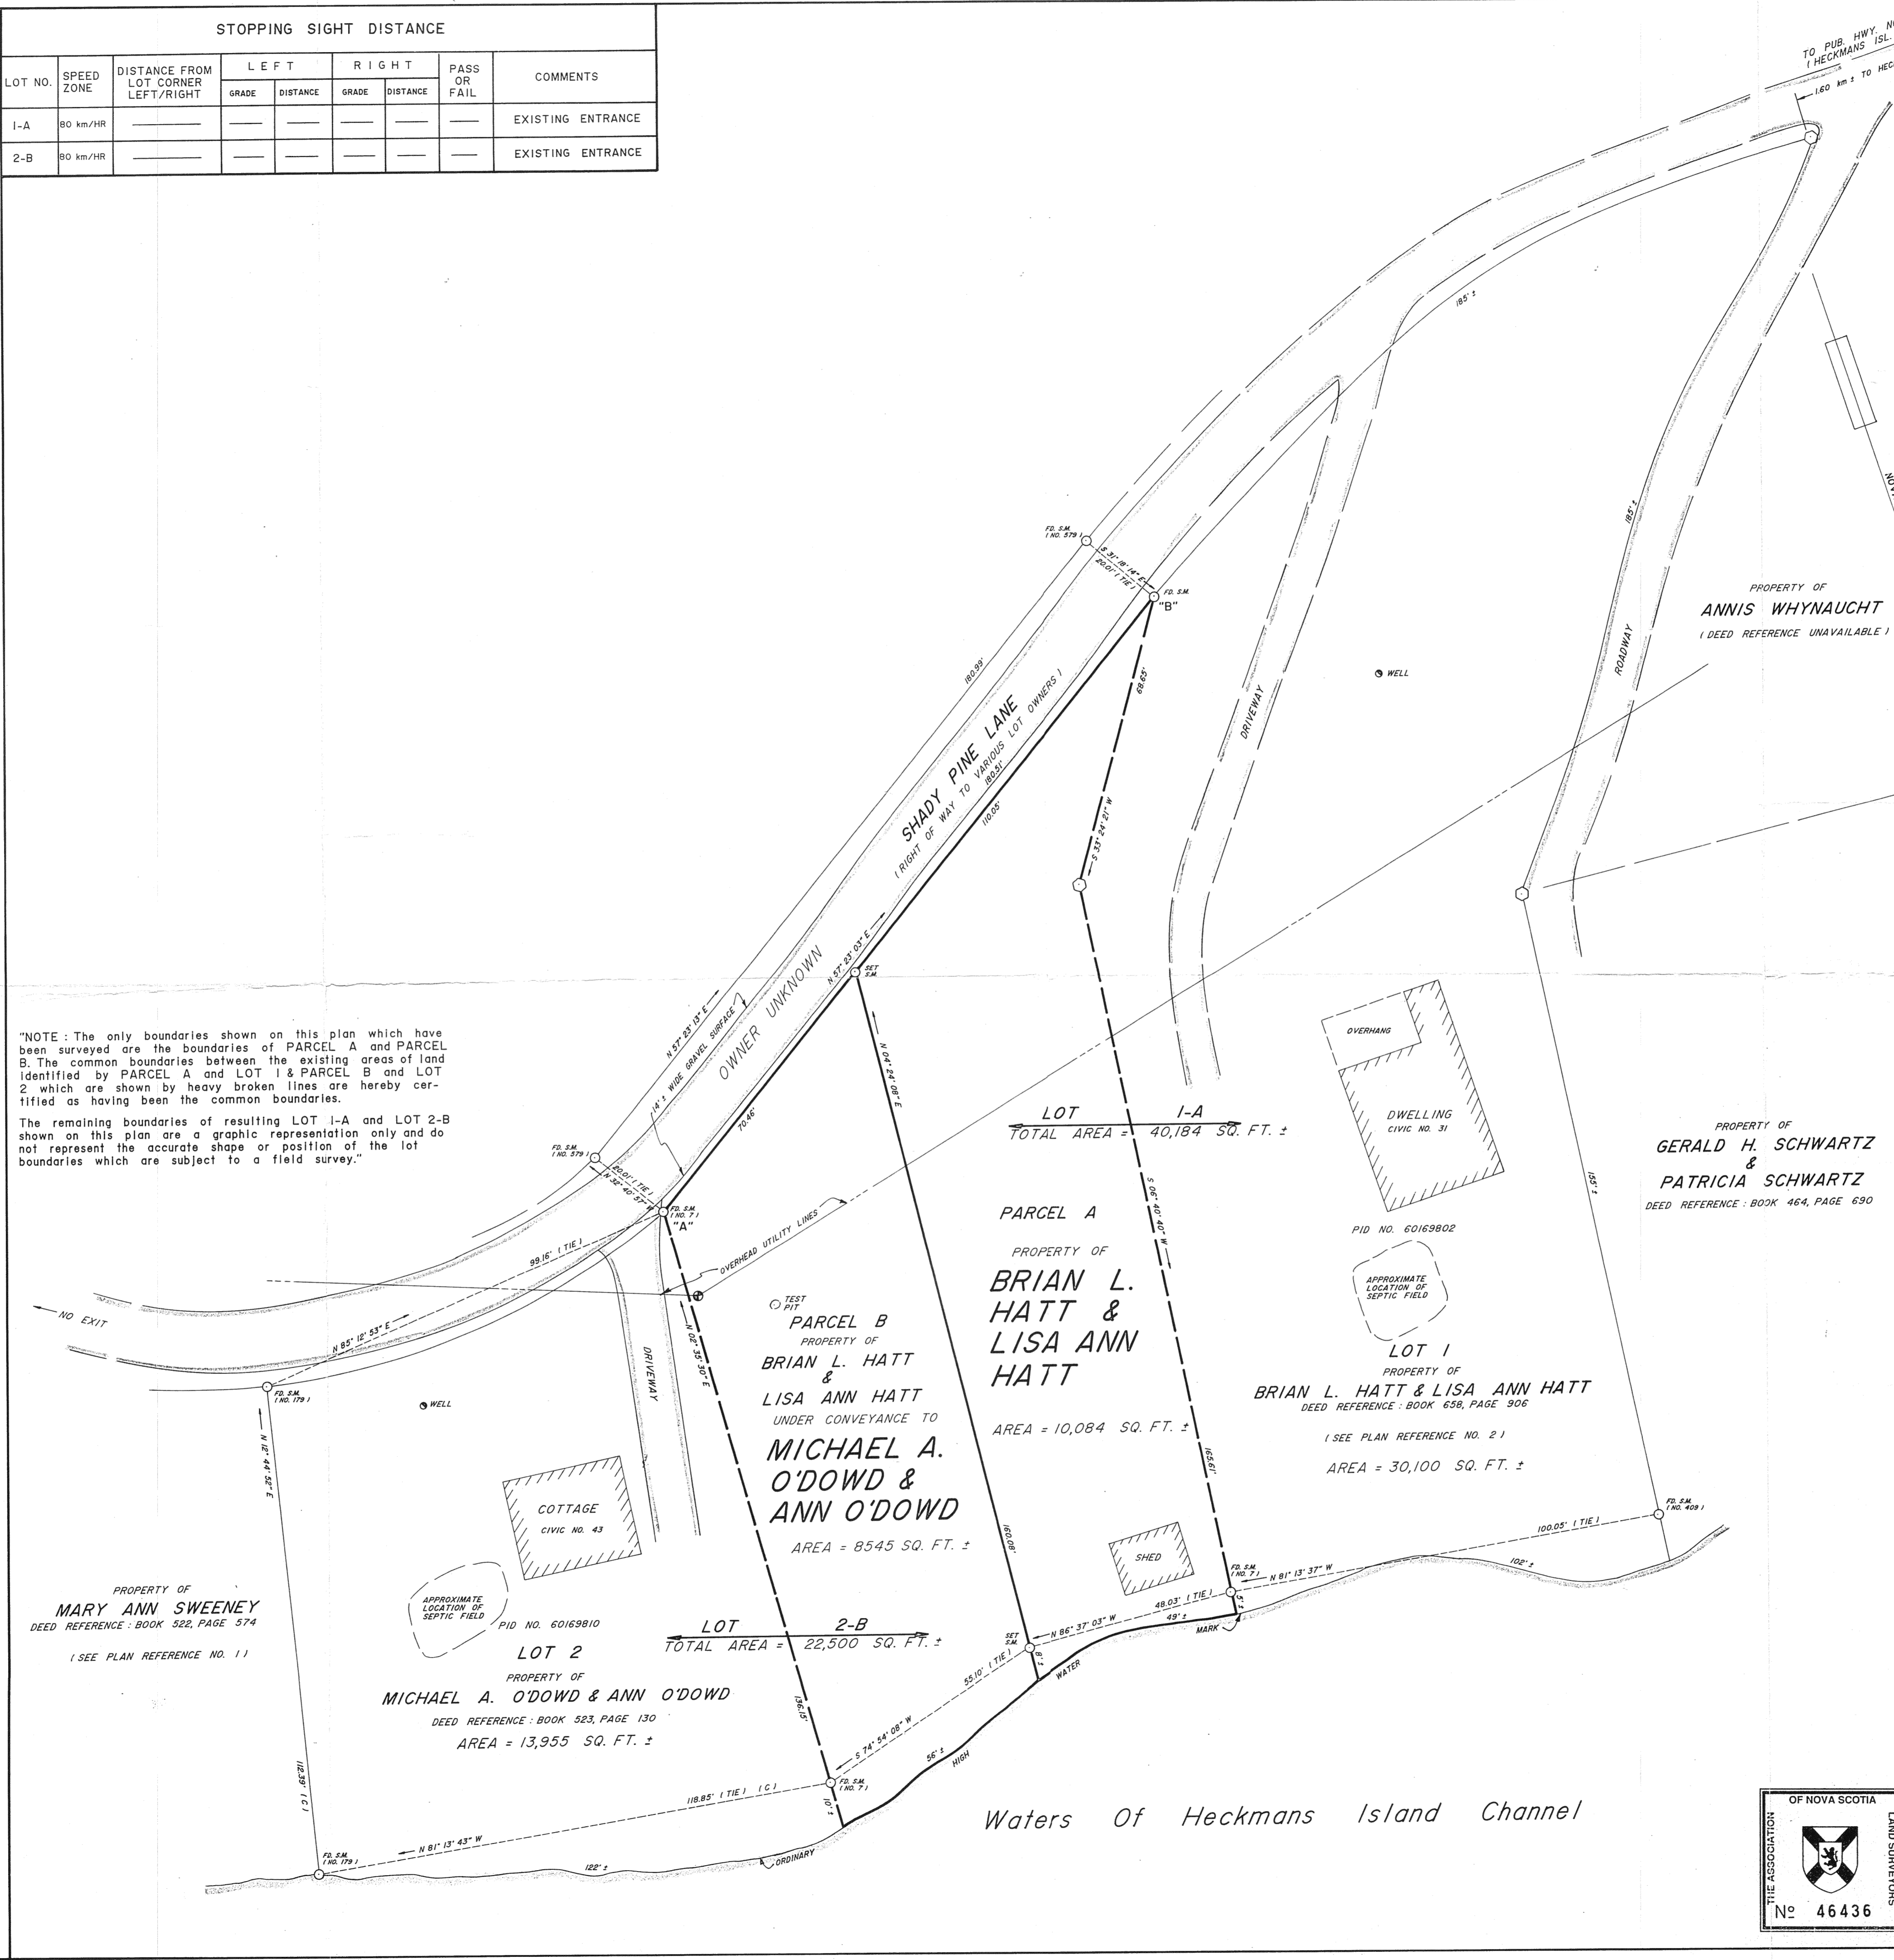 STOPPING SIGHT DISTANCE
LOT NO.
SPEED
ZONE
DISTANCE FROM
LOT CORNER
LEFT/RIGHT
LEFT
RIGHT
GRADE
DISTANCE
GRADE
DISTANCE
PASS
OR
FAIL
COMMENTS
1-A
80 km/HR
EXISTING ENTRANCE
2-B
80 km/HR
EXISTING ENTRANCE
TO PUB. HWY.
( HECKMANS ISL.
1.60 km ± TO
185' ±
FD. S.M.
( NO. 579 )
S 31° 18' 14" E
20.01' ( TIE )
FD. S.M.
"B"
180.99'
SHADY PINE LANE
( RIGHT OF WAY TO VARIOUS LOT OWNERS )
180.51'
110.05'
68.65'
S 33° 24' 21" W
DRIVEWAY
WELL
185' ±
ROADWAY
PROPERTY OF
ANNIS WHYNAUCHT
( DEED REFERENCE UNAVAILABLE )
N 57° 23' 03" E
SET
S.M.
OWNER UNKNOWN
N 57° 23' 13" E
14' ± WIDE GRAVEL SURFACE
70.46'
"NOTE : The only boundaries shown on this plan which have
been surveyed are the boundaries of PARCEL A and PARCEL
B. The common boundaries between the existing areas of land
identified by PARCEL A and LOT 1 & PARCEL B and LOT
2 which are shown by heavy broken lines are hereby cer-
tified as having been the common boundaries.
The remaining boundaries of resulting LOT 1-A and LOT 2-B
shown on this plan are a graphic representation only and do
not represent the accurate shape or position of the lot
boundaries which are subject to a field survey."
N 04° 24' 08" E
OVERHANG
DWELLING
CIVIC NO. 31
LOT 1-A
TOTAL AREA = 40,184 SQ. FT. ±
FD. S.M.
( NO. 579 )
20.01' ( TIE )
N 32° 40' 57"
FD. S.M.
( NO. 7 )
"A"
99.16' ( TIE )
OVERHEAD UTILITY LINES
S 06° 40' 40" W
155' ±
PROPERTY OF
GERALD H. SCHWARTZ
&
PATRICIA SCHWARTZ
DEED REFERENCE : BOOK 464, PAGE 690
PARCEL A
PROPERTY OF
BRIAN L.
HATT &
LISA ANN
HATT
AREA = 10,084 SQ. FT. ±
PID NO. 60169802
APPROXIMATE
LOCATION OF
SEPTIC FIELD
LOT 1
PROPERTY OF
BRIAN L. HATT & LISA ANN HATT
DEED REFERENCE : BOOK 658, PAGE 906
( SEE PLAN REFERENCE NO. 2 )
AREA = 30,100 SQ. FT. ±
NO EXIT
N 85° 12' 53" E
FD. S.M.
( NO. 179 )
WELL
DRIVEWAY
N 02° 35' 30" E
TEST
PIT
PARCEL B
PROPERTY OF
BRIAN L. HATT
&
LISA ANN HATT
UNDER CONVEYANCE TO
MICHAEL A.
O'DOWD &
ANN O'DOWD
AREA = 8545 SQ. FT. ±
N 12° 44' 52" E
COTTAGE
CIVIC NO. 43
160.08'
165.61'
SHED
FD. S.M.
( NO. 409 )
100.05' ( TIE )
102' ±
N 81° 13' 37" W
FD. S.M.
( NO. 7 )
5' ±
48.03' ( TIE )
N 86° 37' 03" W
49' ±
MARK
PROPERTY OF
MARY ANN SWEENEY
DEED REFERENCE : BOOK 522, PAGE 574
( SEE PLAN REFERENCE NO. 1 )
APPROXIMATE
LOCATION OF
SEPTIC FIELD
PID NO. 60169810
LOT 2
PROPERTY OF
MICHAEL A. O'DOWD & ANN O'DOWD
DEED REFERENCE : BOOK 523, PAGE 130
AREA = 13,955 SQ. FT. ±
LOT 2-B
TOTAL AREA = 22,500 SQ. FT. ±
SET
S.M.
8' ±
WATER
55.10' ( TIE )
S 74° 54' 08" W
136.15'
56' ±
HIGH
FD. S.M.
( NO. 7 )
10' ±
118.85' ( TIE ) ( C )
N 81° 13' 43" W
112.39' ( C )
FD. S.M.
( NO. 179 )
122' ±
ORDINARY
Waters Of Heckmans Island Channel
OF NOVA SCOTIA
THE ASSOCIATION
LAND SURVEYORS
Nº 46436